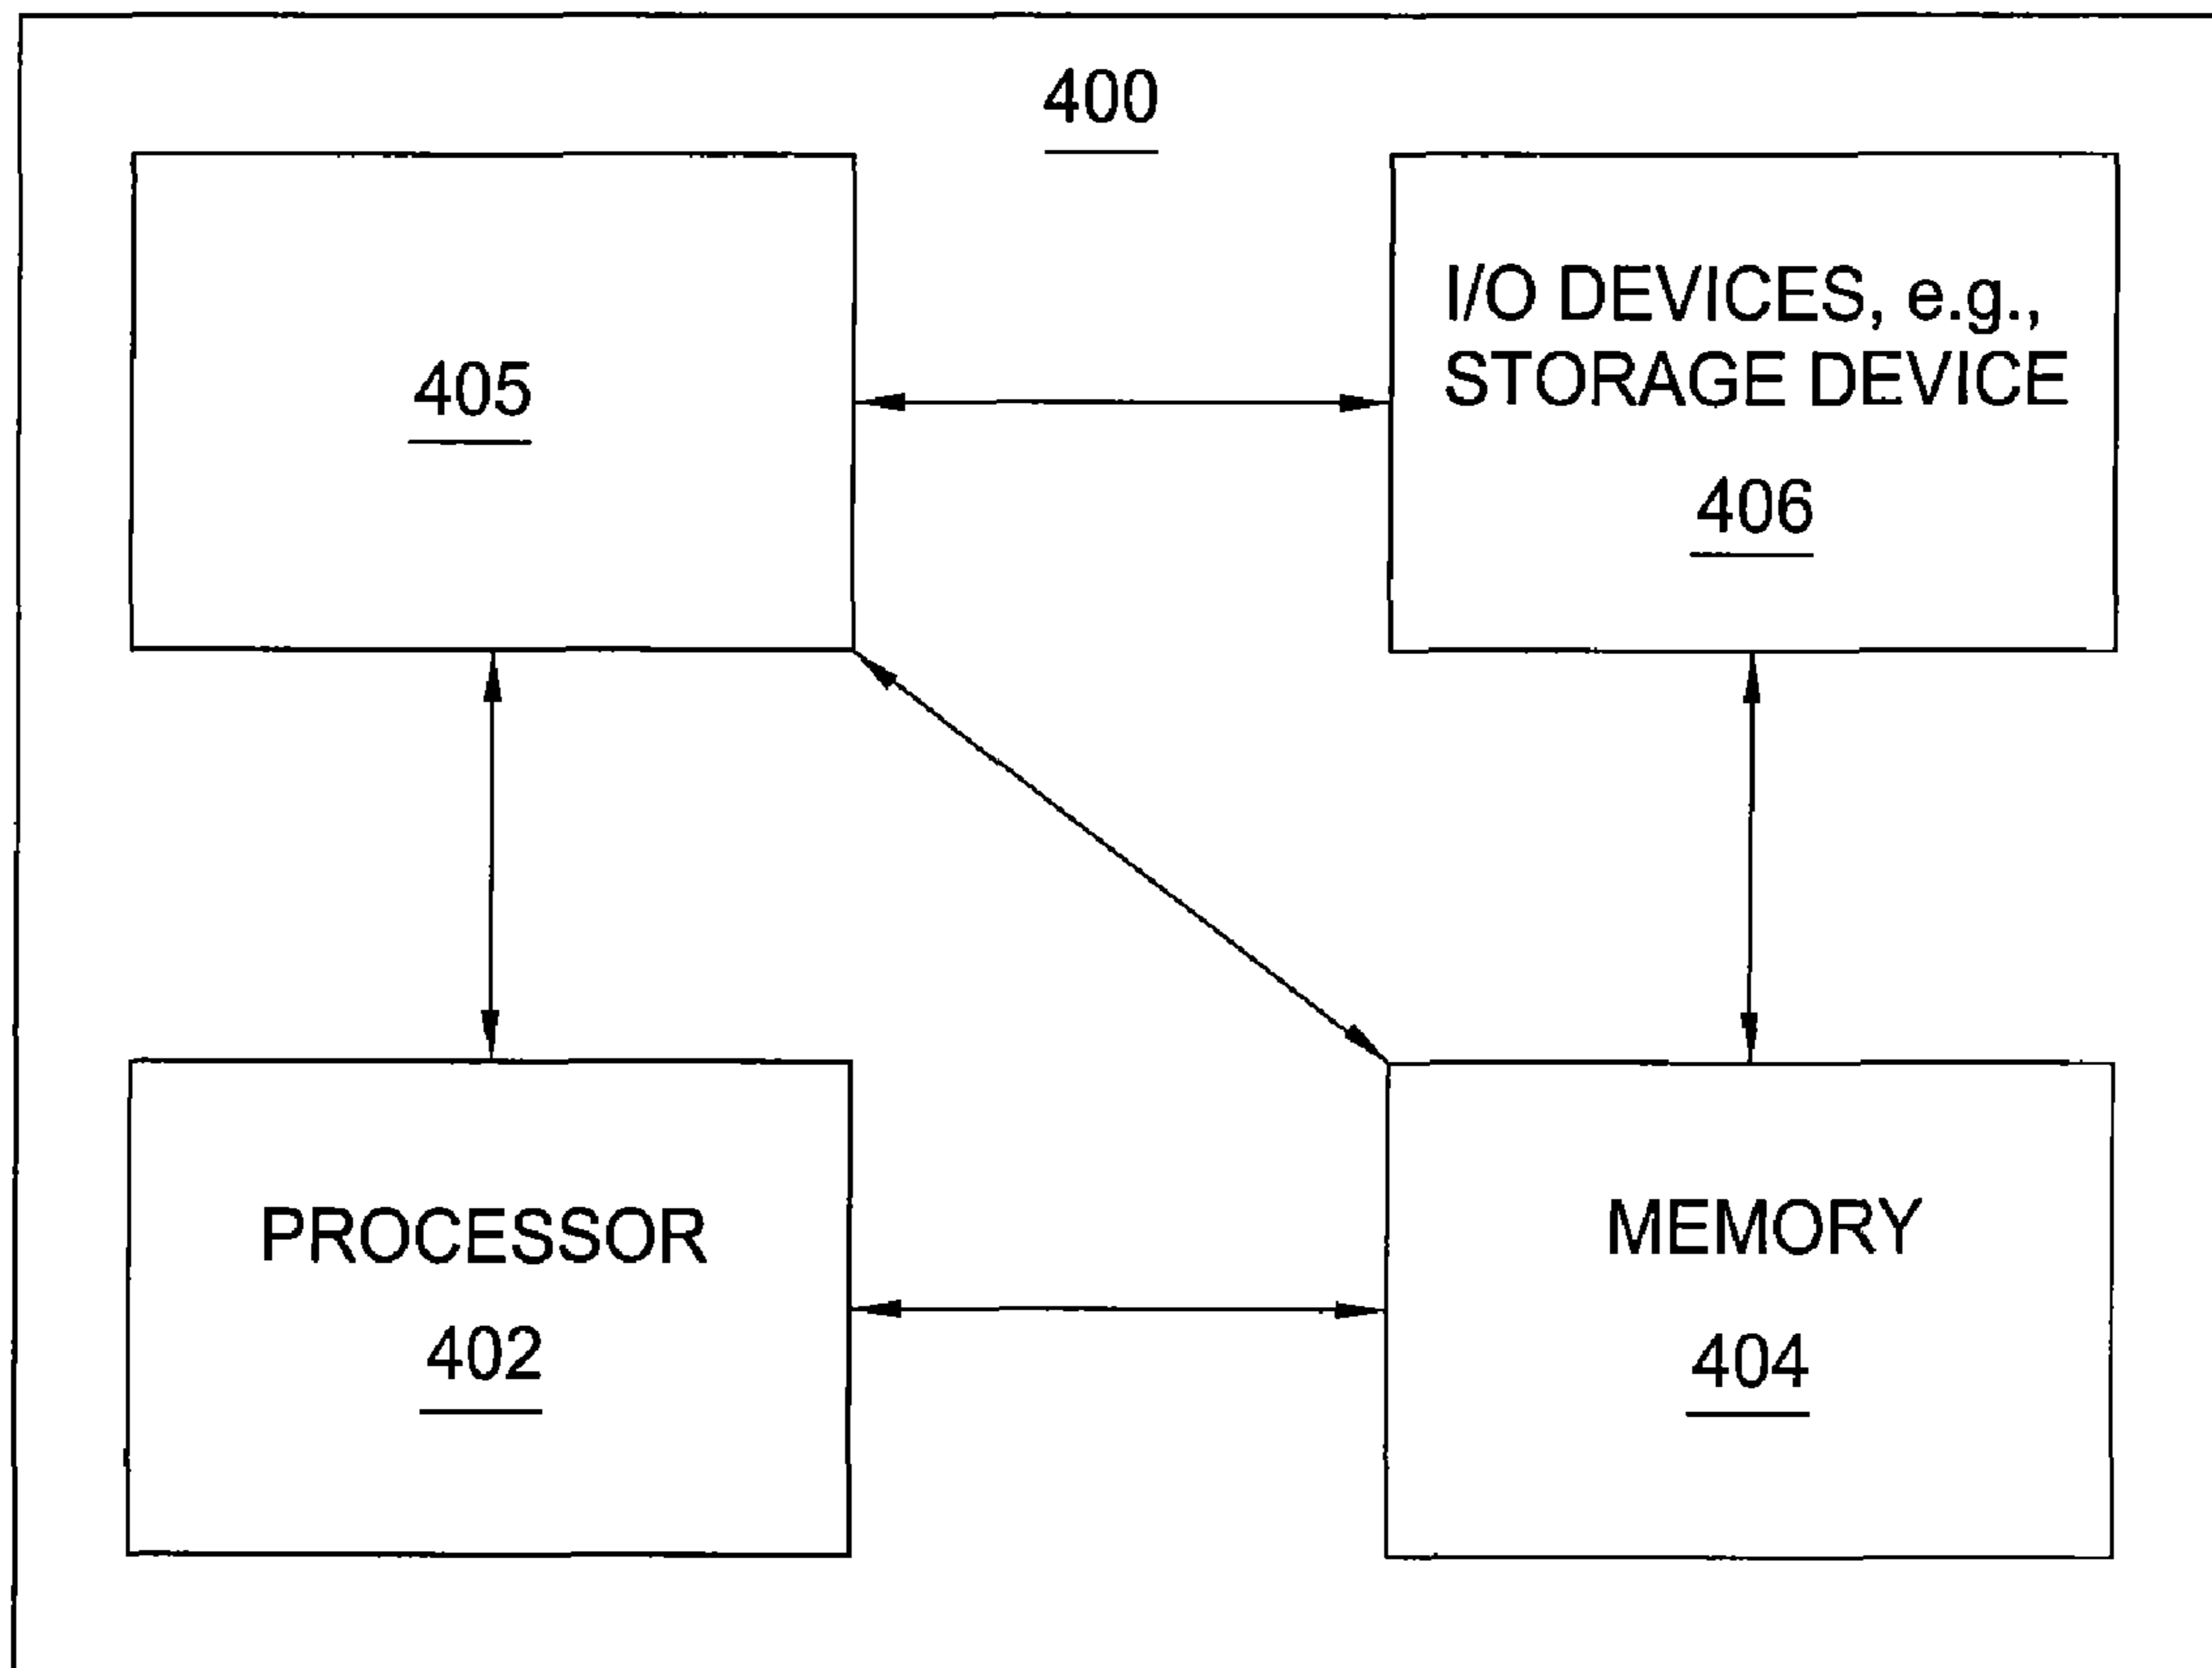 400
405
I/O DEVICES, e.g.,
STORAGE DEVICE
406
PROCESSOR
402
MEMORY
404